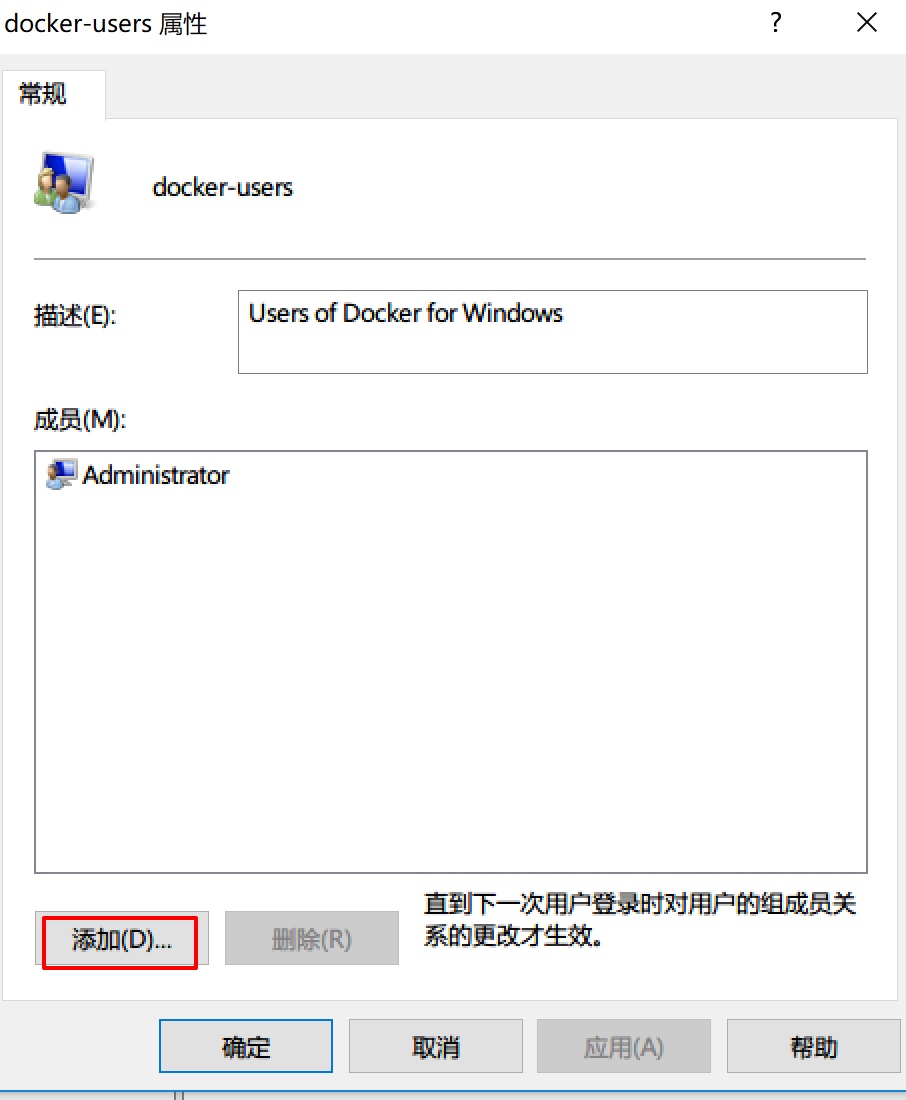 docker-users 属性
?
常规
docker-users
描述(E):
Users of Docker for Windows
成员(M):
Administrator
添加(D)...
删除(R)
直到下一次用户登录时对用户的组成员关
系的更改才生效。
确定
取消
应用(A)
帮助